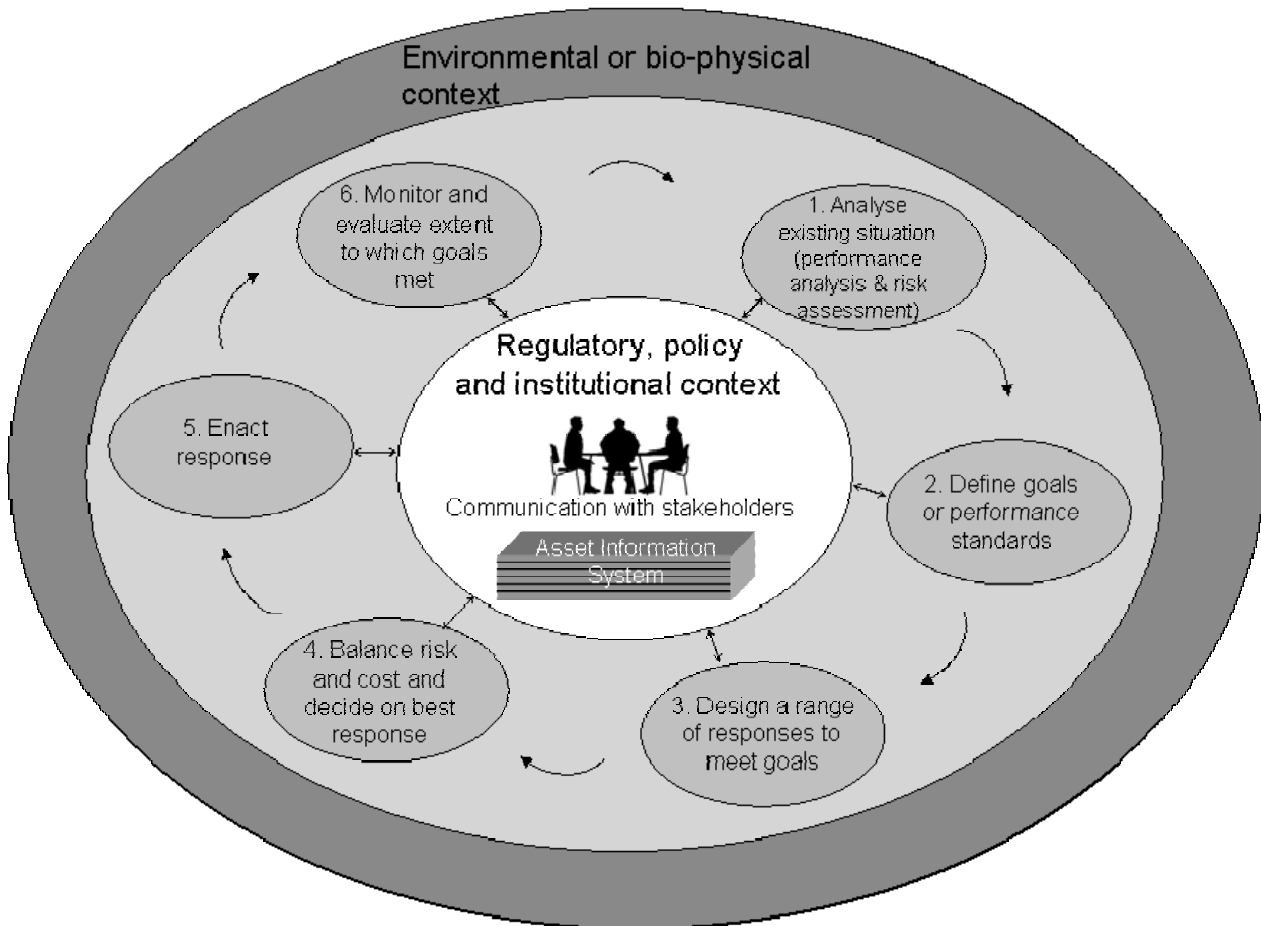 Environmental or bio-physical
context
1. Analyse
existing situation
(performance
analysis & risk
assessment)
2. Define goals
or performance
standards
3. Design a range
of responses to
meet goals
4. Balance risk
and cost and
decide on best
response
5. Enact
response
6. Monitor and
evaluate extent
to which goals
met
Regulatory, policy
and institutional context
Communication with stakeholders
Asset Information
System